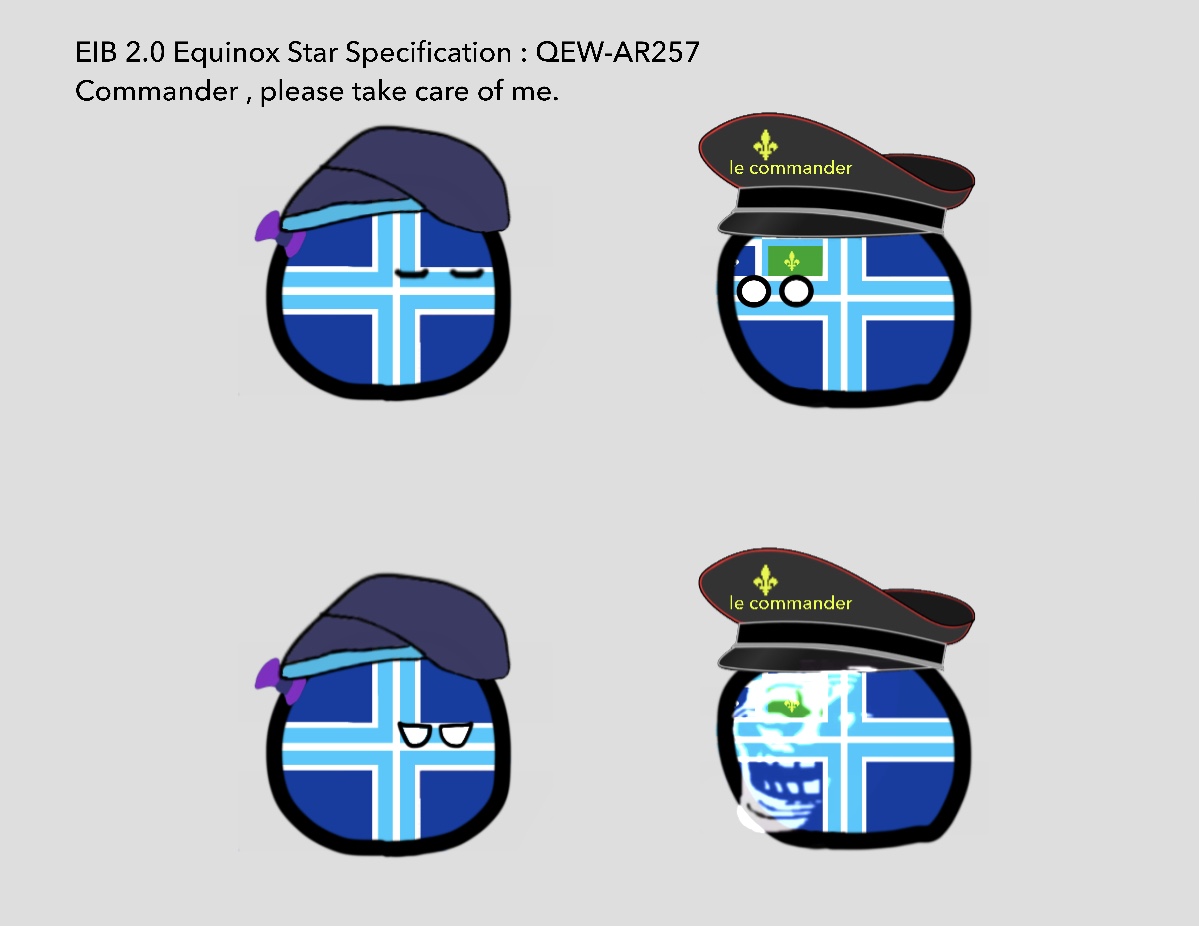 EIB 2.0 Equinox Star Specification : QEW-AR257
Commander , please take care of me.
le commander
le commander